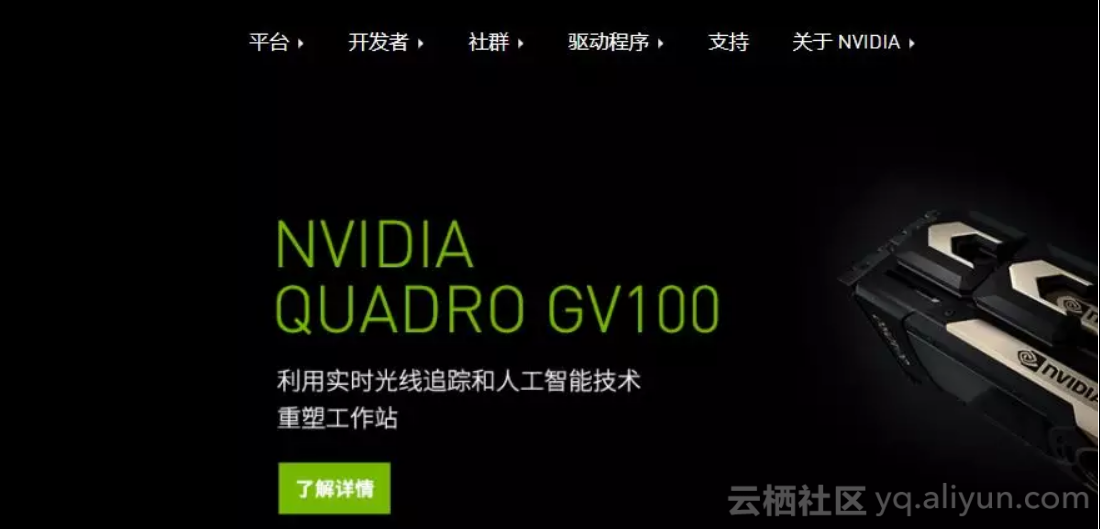 平台 开发者 社群 驱动程序 支持 关于 NVIDIA
NVIDIA
QUADRO GV100
利用实时光线追踪和人工智能技术
重塑工作站
了解详情
NVIDIA
云栖社区 yq.aliyun.com